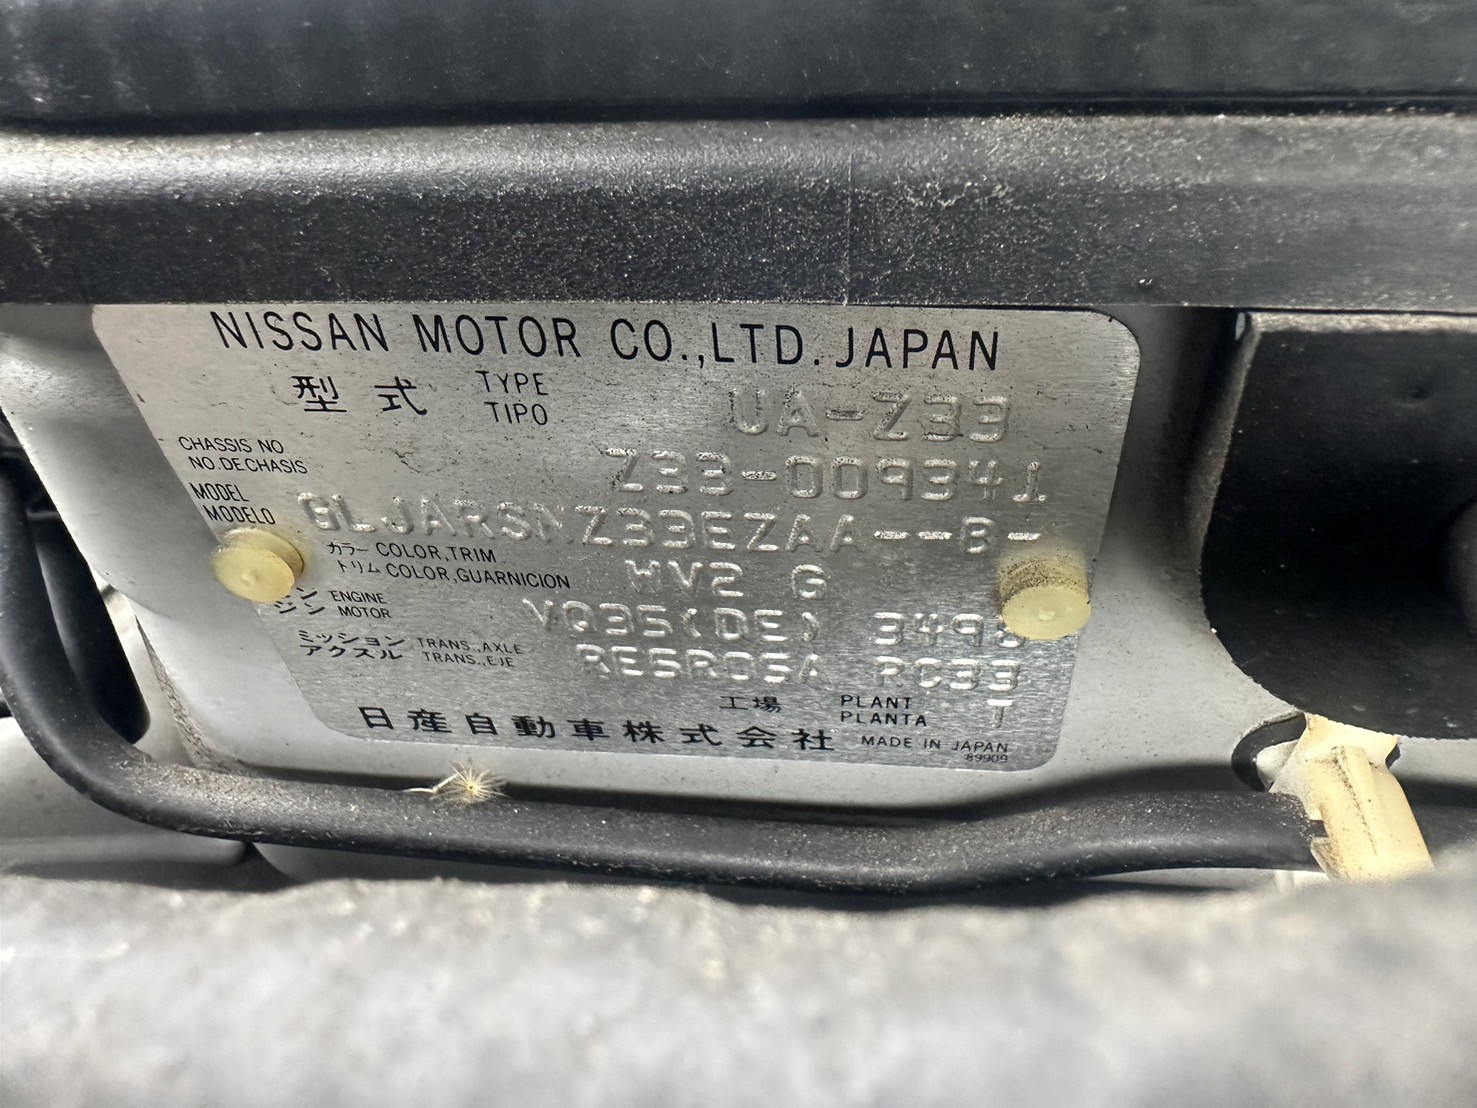 NISSAN MOTOR CO.,LTD. JAPAN
型式 TYPE TIPO UA-Z33
CHASSIS NO
NO.DE CHASIS Z33-009341
MODEL
MODELO GLJARSNZ33EZAA--B-
カラー COLOR,TRIM
トリム COLOR,GUARNICION WV2 G
ン ENGINE
ジン MOTOR VQ35(DE) 3498
ミッション TRANS.,AXLE
アクスル TRANS.,EJE RE5R05A RC33
工場 PLANT
PLANTA T
日産自動車株式会社 MADE IN JAPAN
89909